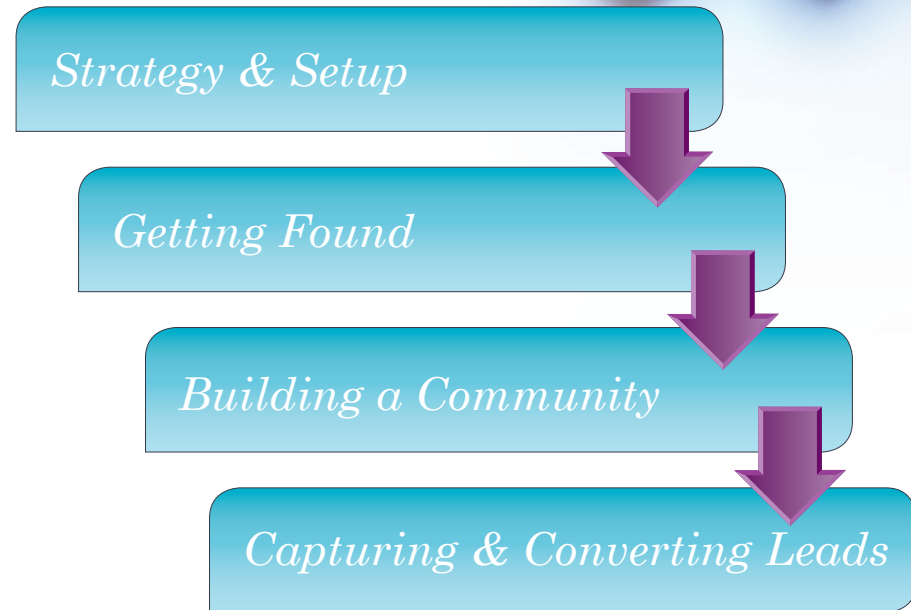 Strategy & Setup
Getting Found
Building a Community
Capturing & Converting Leads